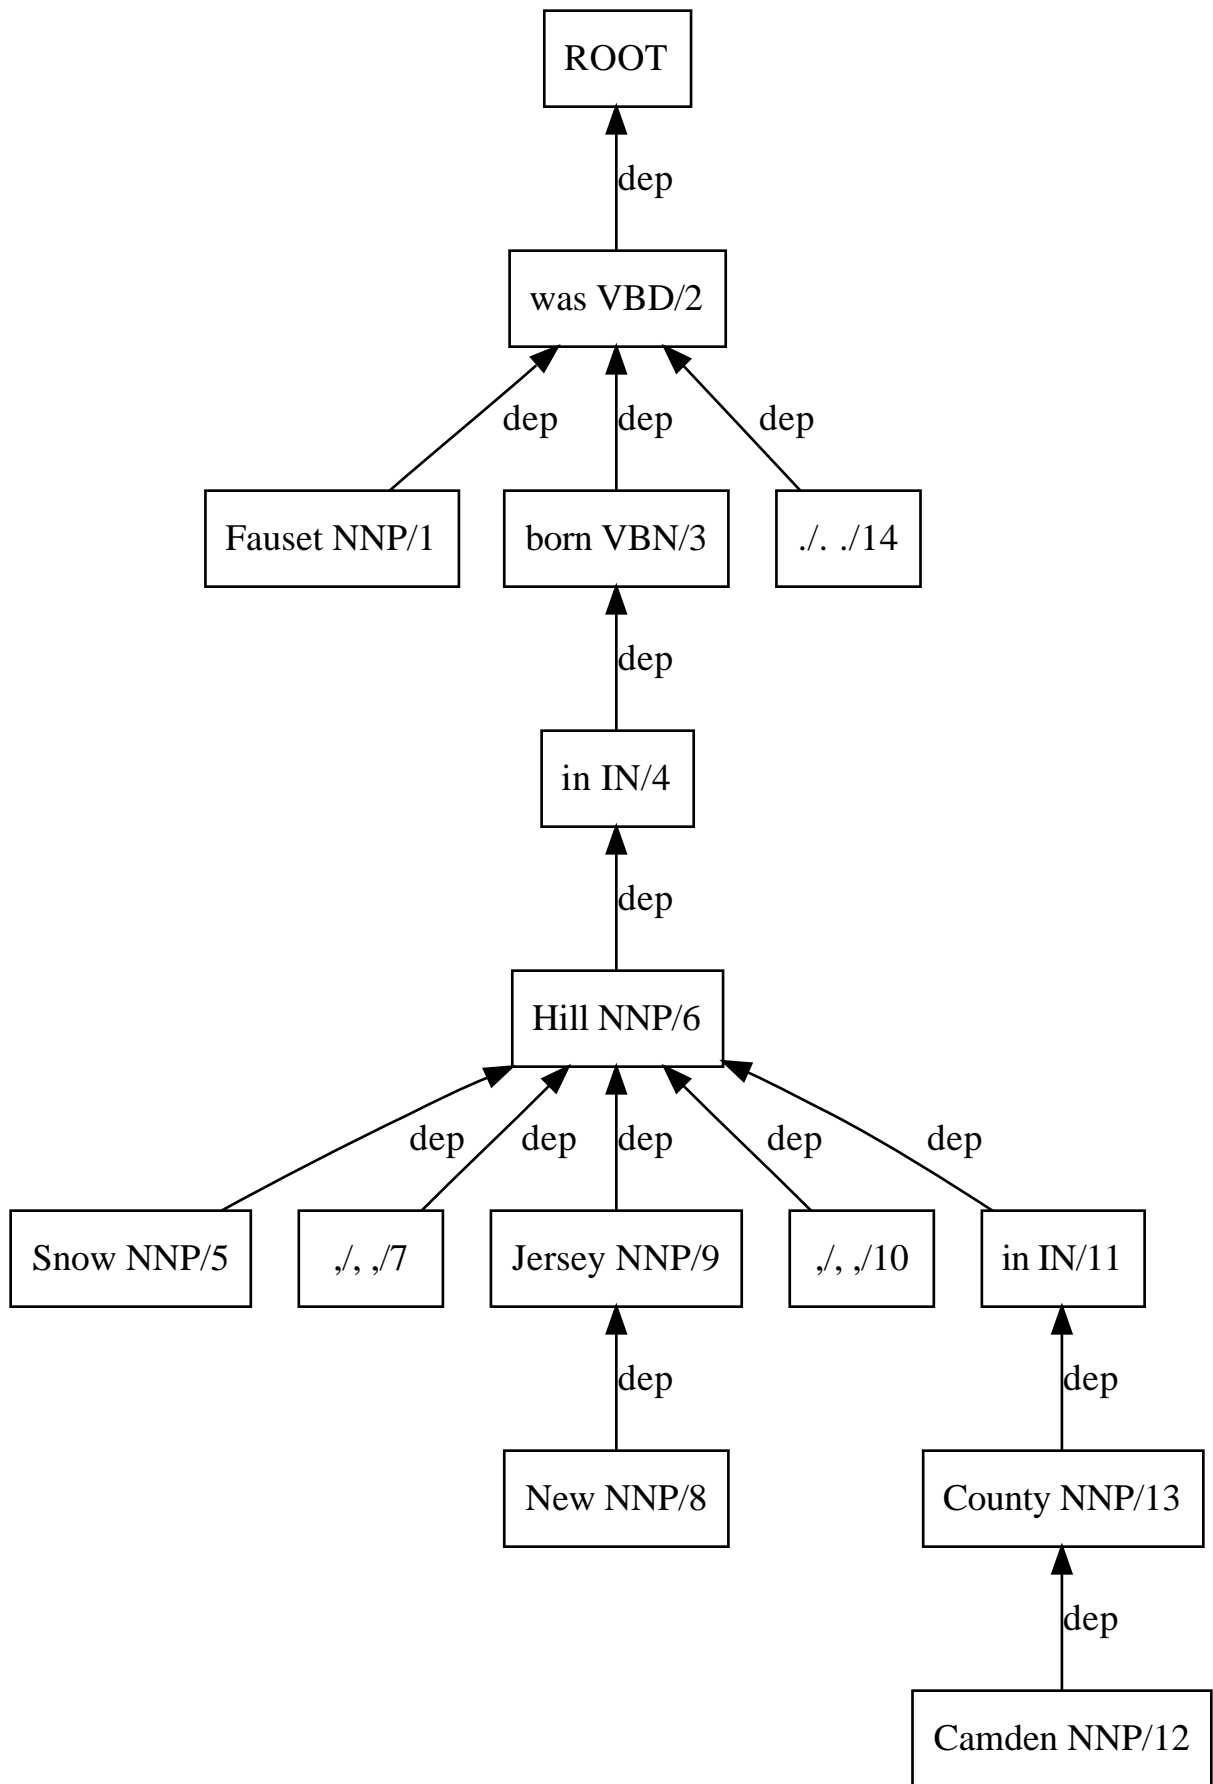 ROOT
dep
was VBD/2
dep dep dep
Fauset NNP/1 born VBN/3 ./. ./14
dep
in IN/4
dep
Hill NNP/6
dep dep dep dep dep
Snow NNP/5 ,/, ,/7 Jersey NNP/9 ,/, ,/10 in IN/11
dep dep
New NNP/8 County NNP/13
dep
Camden NNP/12